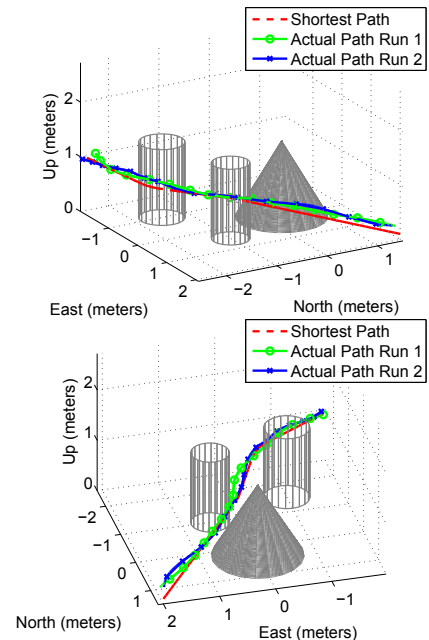 Shortest Path
Actual Path Run 1
Actual Path Run 2
2
1
0
Up (meters)
−1
0
1
2
East (meters)
−2
−1
0
1
North (meters)
Shortest Path
Actual Path Run 1
Actual Path Run 2
2
1
0
Up (meters)
−2
−1
0
1
North (meters)
2
1
0
−1
East (meters)